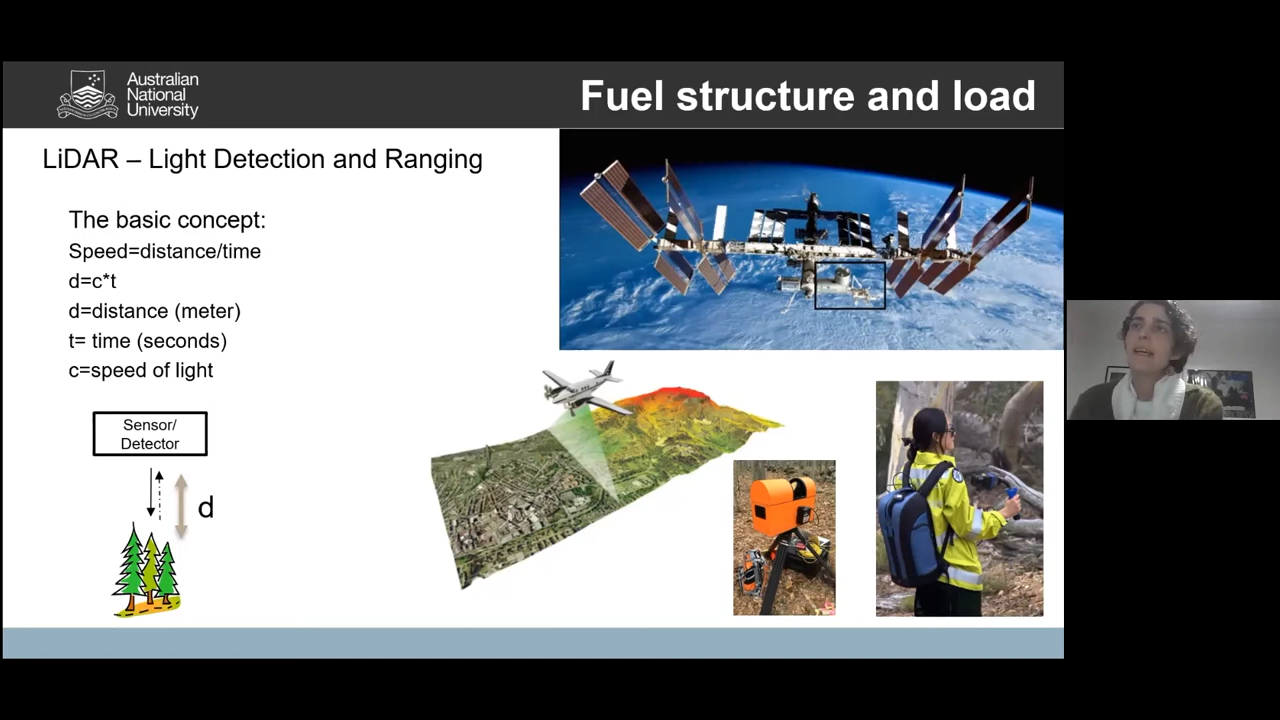 Australian
National
University
Fuel structure and load
LiDAR – Light Detection and Ranging
The basic concept:
Speed=distance/time
d=c*t
d=distance (meter)
t= time (seconds)
c=speed of light
Sensor/
Detector
d